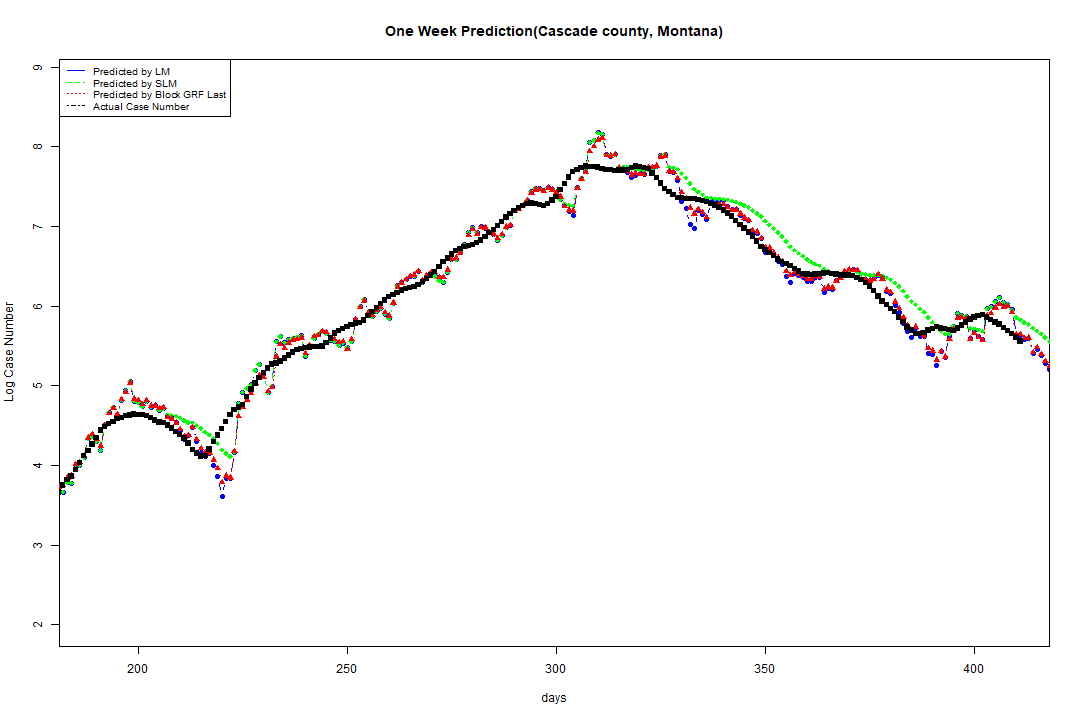 One Week Prediction(Cascade county, Montana)
Predicted by LM
Predicted by SLM
Predicted by Block GRF Last
Actual Case Number
Log Case Number
9
8
7
6
5
4
3
2
200 250 300 350 400
days